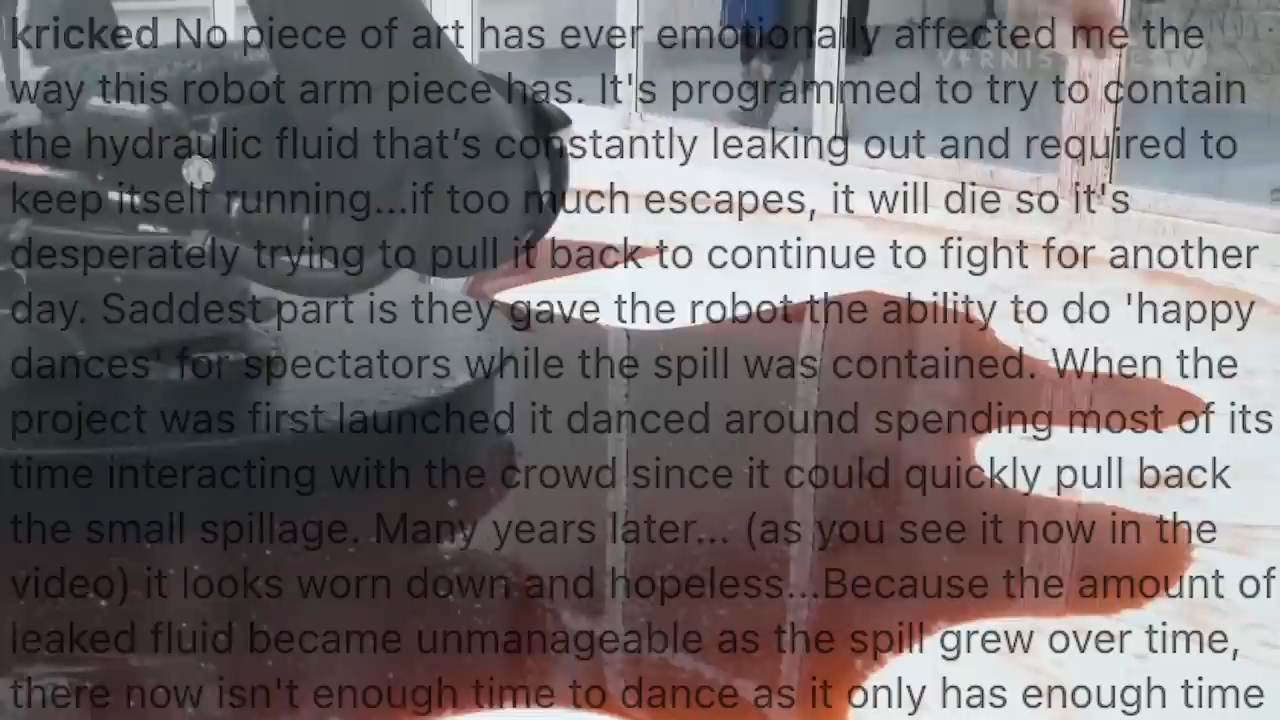 kricked No piece of art has ever emotionally affected me the
way this robot arm piece has. It's programmed to try to contain
the hydraulic fluid that’s constantly leaking out and required to
keep itself running...if too much escapes, it will die so it's
desperately trying to pull it back to continue to fight for another
day. Saddest part is they gave the robot the ability to do 'happy
dances' for spectators while the spill was contained. When the
project was first launched it danced around spending most of its
time interacting with the crowd since it could quickly pull back
the small spillage. Many years later... (as you see it now in the
video) it looks worn down and hopeless...Because the amount of
leaked fluid became unmanageable as the spill grew over time,
there now isn't enough time to dance as it only has enough time